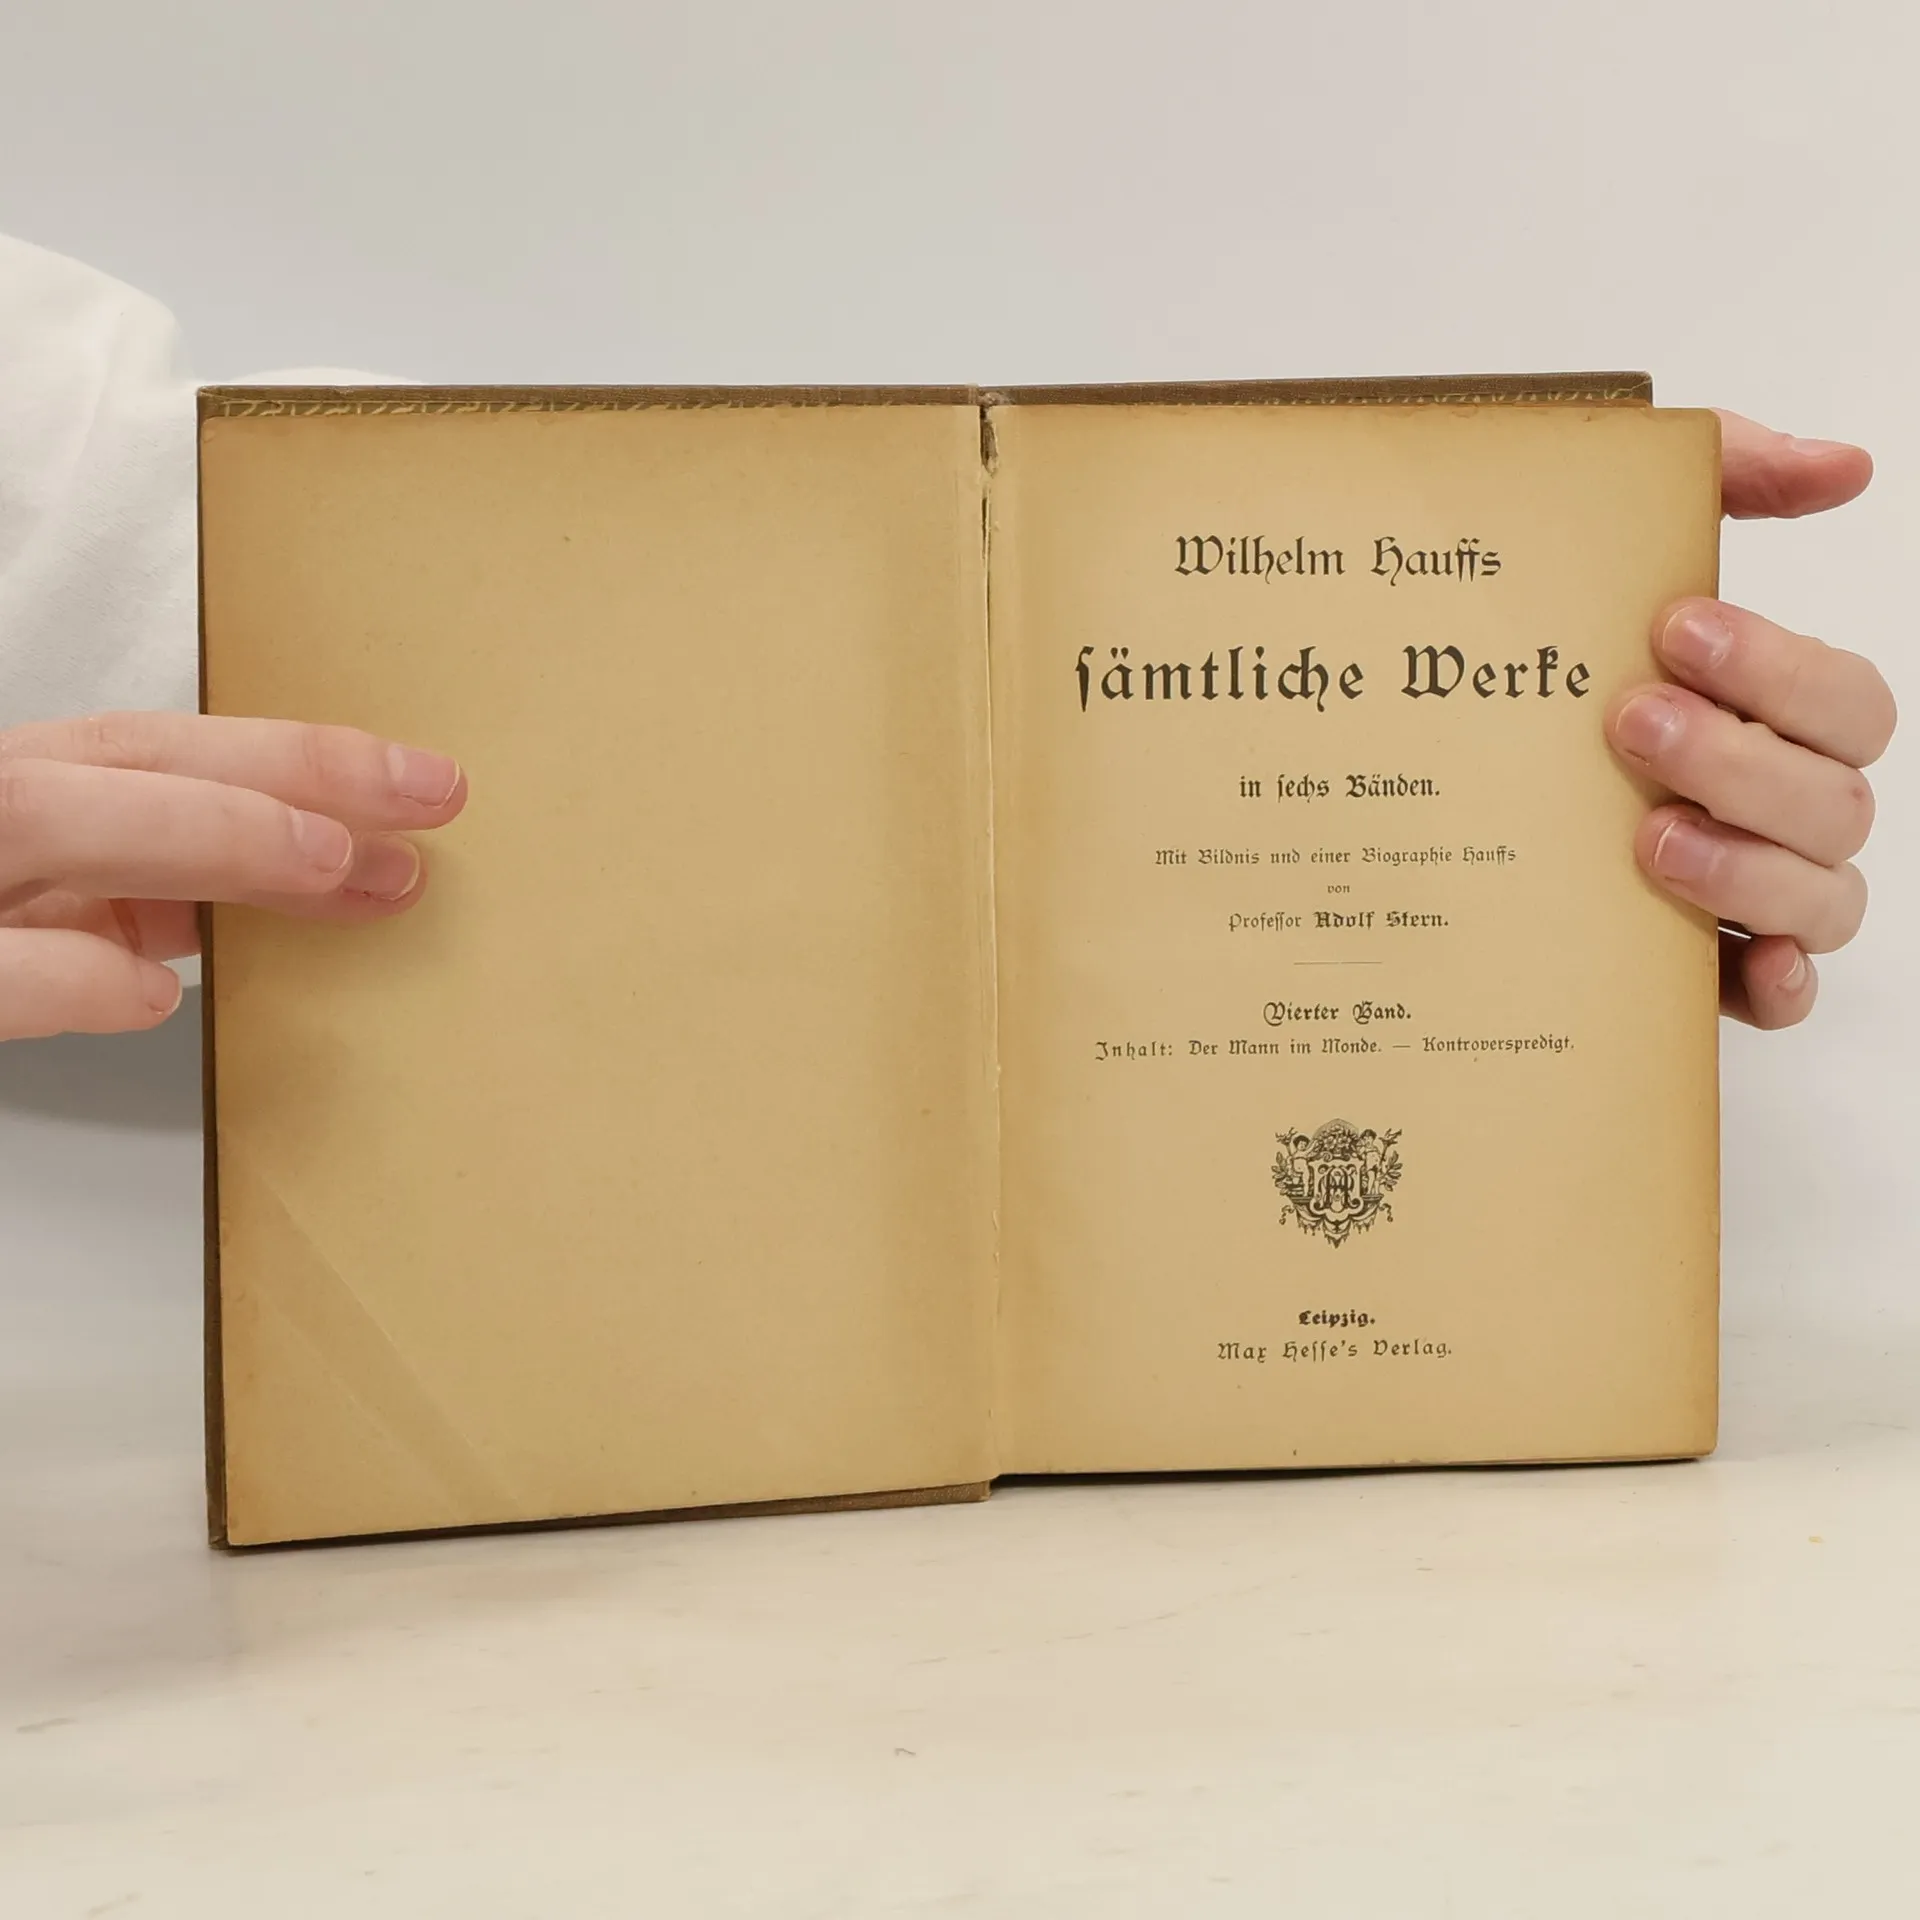 Wilhelm Hauffs
sämtliche Werke
in sechs Bänden.
Mit Bildnis und einer Biographie Hauffs
von
Professor Adolf Stern.
Vierter Band.
Inhalt: Der Mann im Monde. — Kontroverspredigt.
Leipzig.
Max Hesse's Verlag.